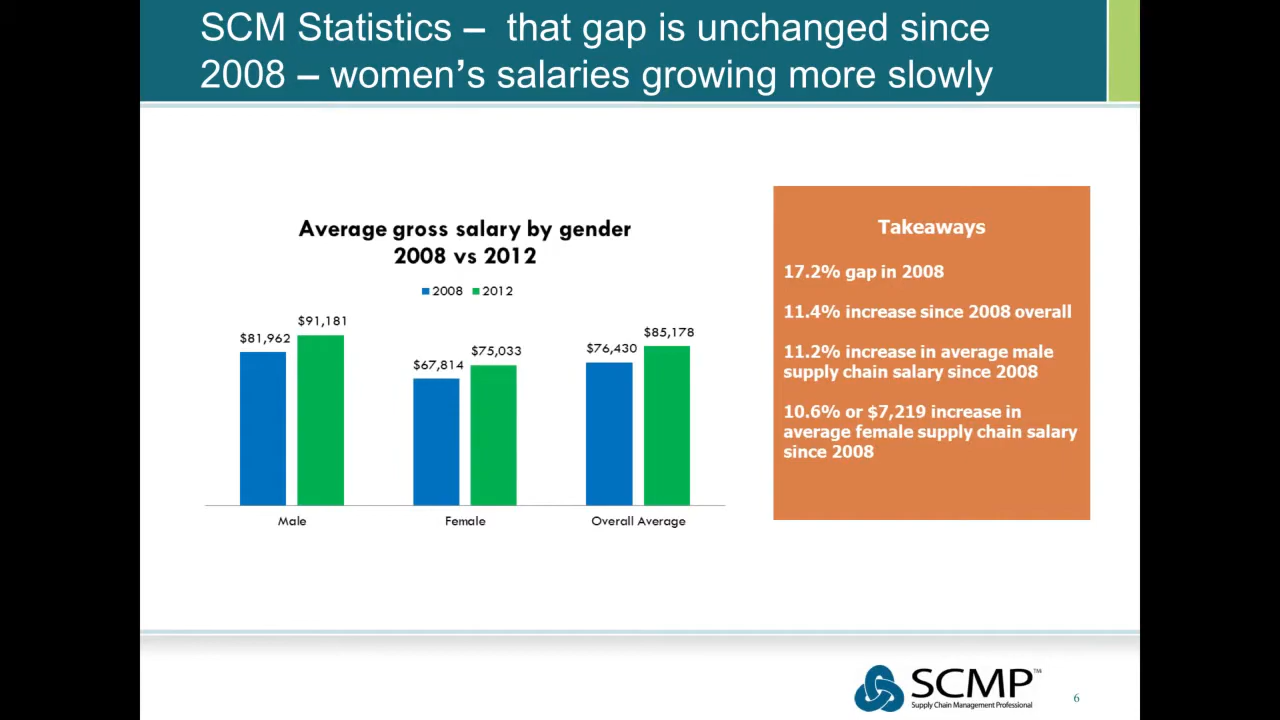 SCM Statistics – that gap is unchanged since
2008 – women’s salaries growing more slowly
Average gross salary by gender
2008 vs 2012
2008 2012
$81,962
$91,181
$67,814
$75,033
$76,430
$85,178
Male
Female
Overall Average
Takeaways
17.2% gap in 2008
11.4% increase since 2008 overall
11.2% increase in average male
supply chain salary since 2008
10.6% or $7,219 increase in
average female supply chain salary
since 2008
SCMP™
Supply Chain Management Professional
6